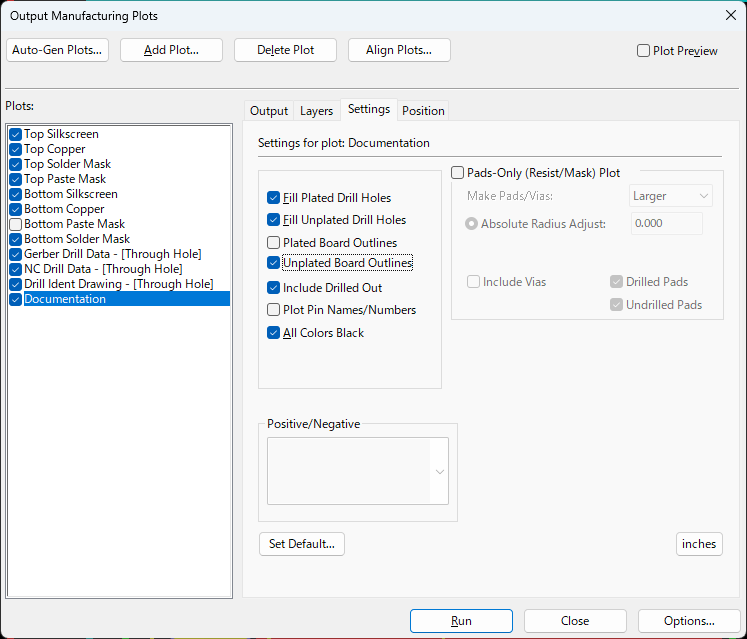 Output Manufacturing Plots
Auto-Gen Plots... Add Plot... Delete Plot Align Plots... Plot Preview
Plots:
Top Silkscreen
Top Copper
Top Solder Mask
Top Paste Mask
Bottom Silkscreen
Bottom Copper
Bottom Paste Mask
Bottom Solder Mask
Gerber Drill Data - [Through Hole]
NC Drill Data - [Through Hole]
Drill Ident Drawing - [Through Hole]
Documentation
Output Layers Settings Position
Settings for plot: Documentation
Fill Plated Drill Holes
Fill Unplated Drill Holes
Plated Board Outlines
Unplated Board Outlines
Include Drilled Out
Plot Pin Names/Numbers
All Colors Black
Pads-Only (Resist/Mask) Plot
Make Pads/Vias: Larger
Absolute Radius Adjust: 0.000
Include Vias Drilled Pads
Undrilled Pads
Positive/Negative
Set Default... inches
Run Close Options...